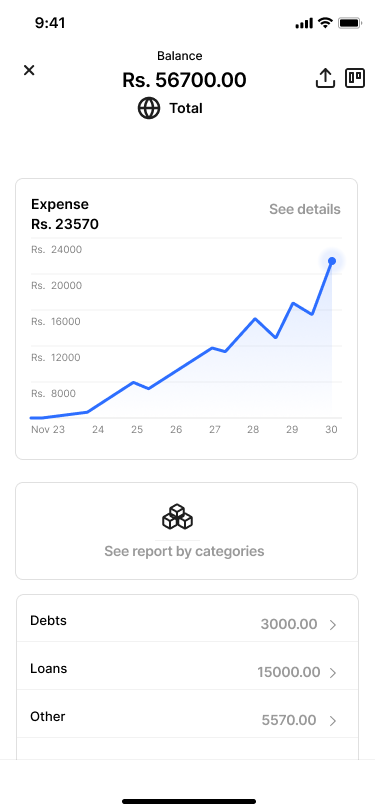 9:41
Balance
Rs. 56700.00
Total
Expense
Rs. 23570
See details
Rs. 24000
Rs. 20000
Rs. 16000
Rs. 12000
Rs. 8000
Nov 23 24 25 26 27 28 29 30
See report by categories
Debts 3000.00
Loans 15000.00
Other 5570.00